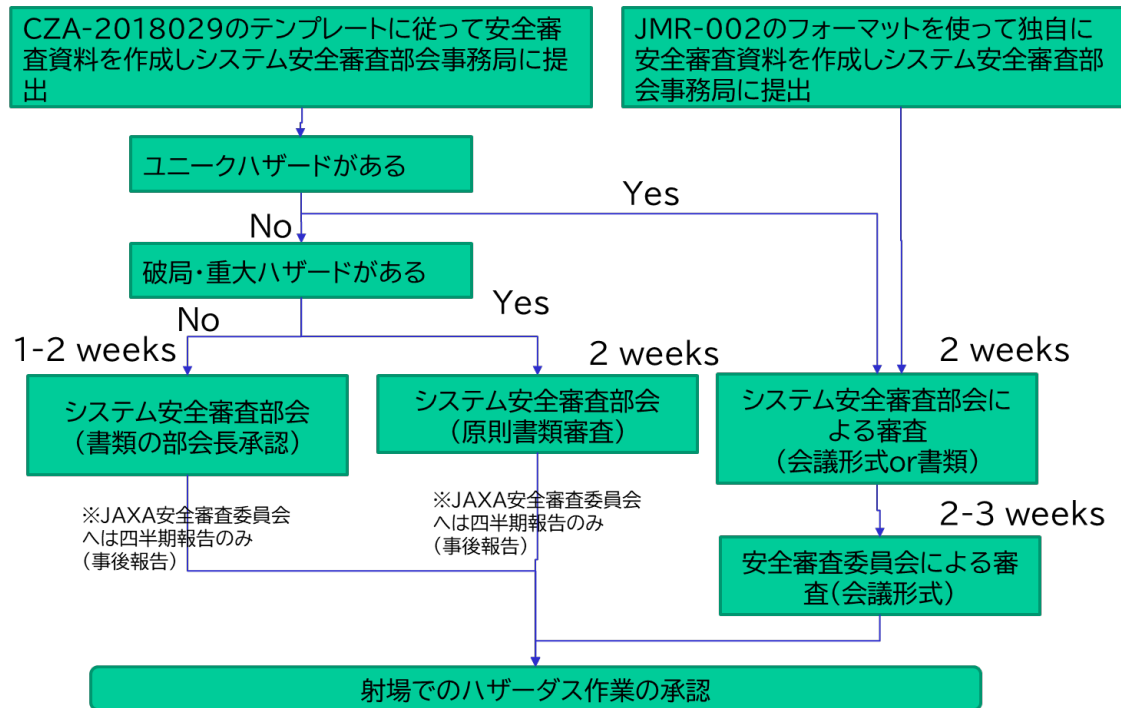 CZA-2018029のテンプレートに従って安全審
査資料を作成しシステム安全審査部会事務局に提
出
JMR-002のフォーマットを使って独自に
安全審査資料を作成しシステム安全審査部
会事務局に提出
ユニークハザードがある
Yes
No
破局・重大ハザードがある
No
Yes
1-2 weeks
2 weeks
2 weeks
システム安全審査部会
(書類の部会長承認)
システム安全審査部会
(原則書類審査)
システム安全審査部会に
よる審査
(会議形式or書類)
※JAXA安全審査委員会
へは四半期報告のみ
(事後報告)
※JAXA安全審査委員会
へは四半期報告のみ
(事後報告)
2-3 weeks
安全審査委員会による審
査(会議形式)
射場でのハザーダス作業の承認